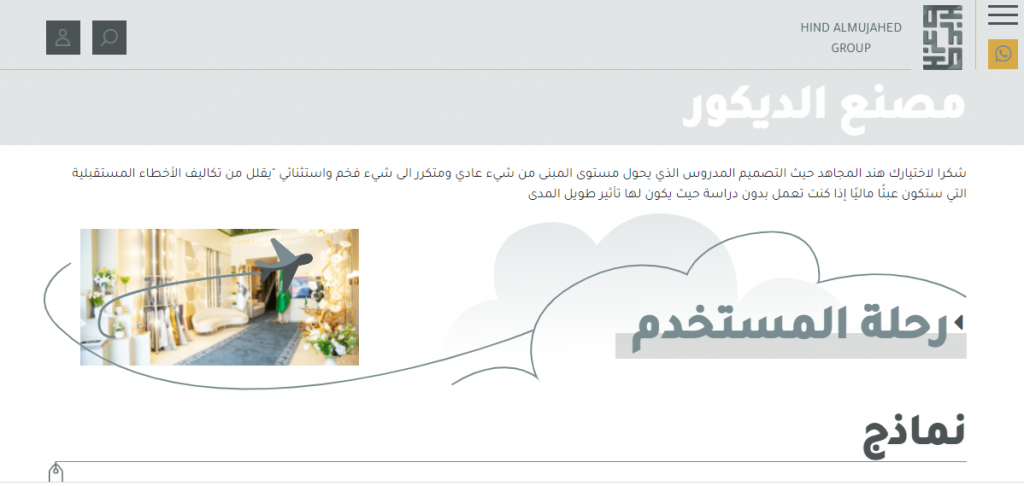 HIND ALMUJAHED
GROUP
مصنع الديكور
شكرا لاختيارك هند المجاهد حيث التصميم المدروس الذي يحول مستوى المبنى من شيء عادي ومتكرر الى شيء فخم واستثناتي "يقلل من تكاليف الأخطاء المستقبلية
التي ستكون عبئًا ماليًا إذا كنت تعمل بدون دراسة حيث يكون لها تأثير طويل المدى
رحلة المستخدم
نماذج